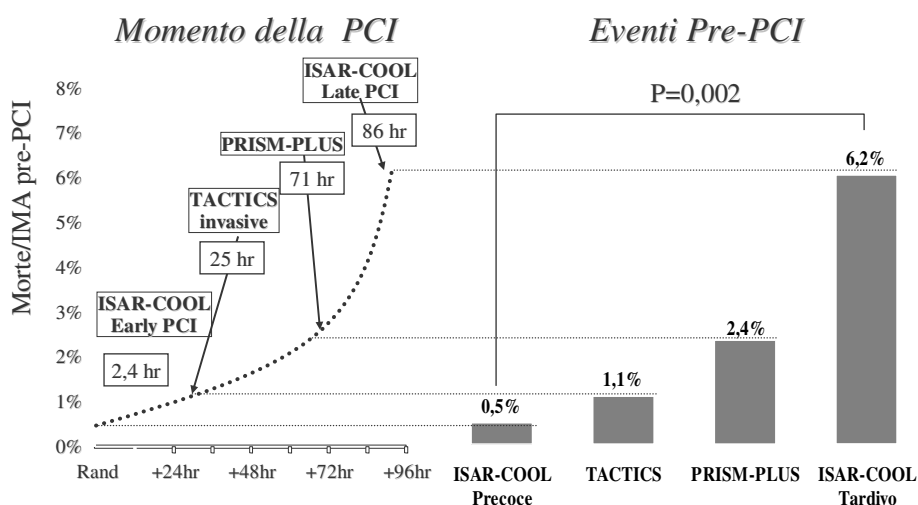 Momento della PCI
Eventi Pre-PCI
Morte/IMA pre-PCI
8%
7%
6%
5%
4%
3%
2%
1%
0%
ISAR-COOL
Late PCI
86 hr
PRISM-PLUS
71 hr
TACTICS
invasive
25 hr
ISAR-COOL
Early PCI
2,4 hr
Rand
+24hr
+48hr
+72hr
+96hr
P=0,002
0,5%
1,1%
2,4%
6,2%
ISAR-COOL
Precoce
TACTICS
PRISM-PLUS
ISAR-COOL
Tardivo